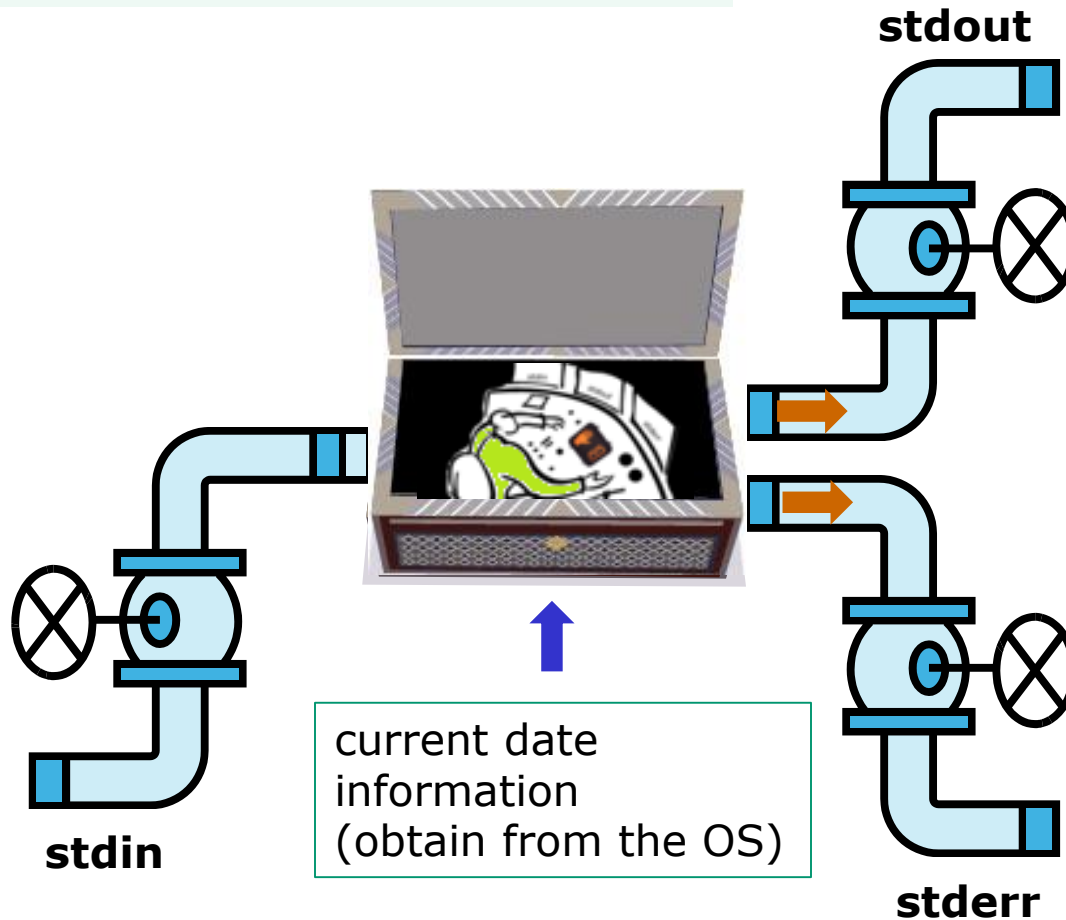 stdout
current date
information
(obtain from the OS)
stdin
stderr